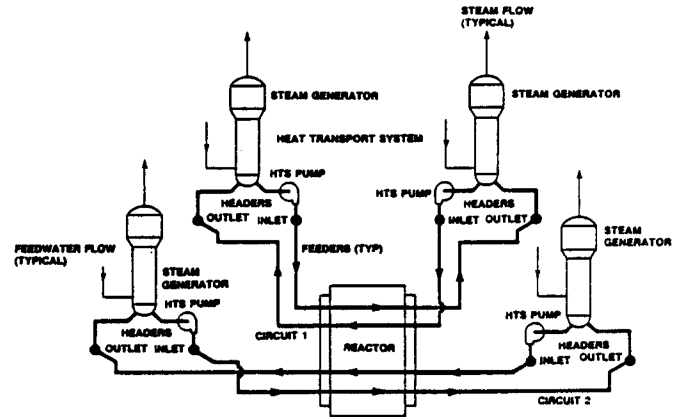 STEAM FLOW
(TYPICAL)
STEAM GENERATOR
STEAM GENERATOR
HEAT TRANSPORT SYSTEM
HTS PUMP
HTS PUMP
HEADERS
OUTLET
INLET
HEADERS
INLET OUTLET
FEEDERS (TYP)
FEEDWATER FLOW
(TYPICAL)
STEAM
GENERATOR
STEAM
GENERATOR
HTS PUMP
HTS PUMP
HEADERS
OUTLET INLET
CIRCUIT 1
REACTOR
HEADERS
INLET OUTLET
CIRCUIT 2